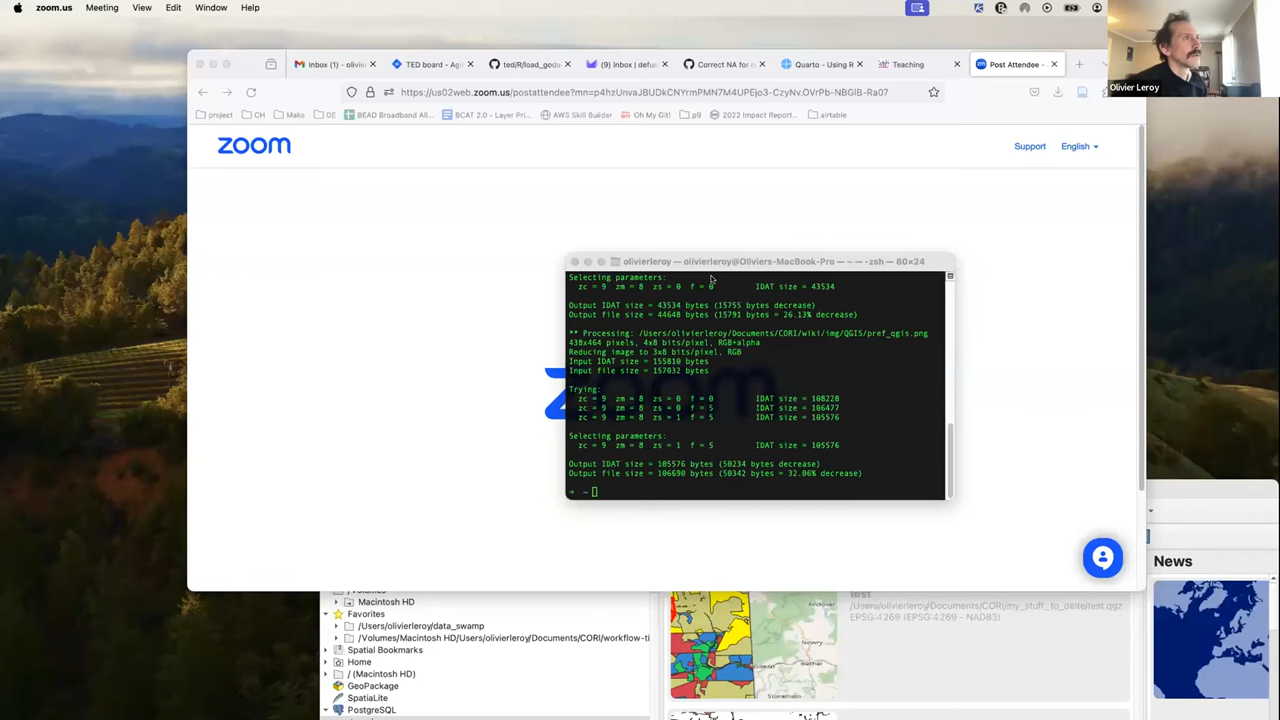 zoom.us Meeting View Edit Window Help
Olivier Leroy
Inbox (1) - olivie
TED board - Agil
ted/R/load_goda
(9) Inbox | defun
Correct NA for c
Quarto - Using R
Teaching
Post Attendee -
https://us02web.zoom.us/postattendee?mn=p4hzUnvaJBUDkCNYrmPMN7M4UPEjo3-CzyNv.OVrPb-NBGlB-Ra07
project CH Make DE BEAD Broadband All... BCAT 2.0 - Layer Pri... AWS Skill Builder Oh My Git! p9 2022 Impact Report... airtable
zoom
Support
English
olivierleroy — olivierleroy@Oliviers-MacBook-Pro — ~ — -zsh — 80×24
Selecting parameters:
zc = 9 zm = 8 zs = 0 f = 0 IDAT size = 43534
Output IDAT size = 43534 bytes (15755 bytes decrease)
Output file size = 44648 bytes (15791 bytes = 26.13% decrease)
** Processing: /Users/olivierleroy/Documents/CORI/wiki/img/QGIS/pref_qgis.png
438x464 pixels, 4x8 bits/pixel, RGB+alpha
Reducing image to 3x8 bits/pixel, RGB
Input IDAT size = 155810 bytes
Input file size = 157032 bytes
Trying:
zc = 9 zm = 8 zs = 0 f = 0 IDAT size = 108228
zc = 9 zm = 8 zs = 0 f = 5 IDAT size = 106477
zc = 9 zm = 8 zs = 1 f = 5 IDAT size = 105576
Selecting parameters:
zc = 9 zm = 8 zs = 1 f = 5 IDAT size = 105576
Output IDAT size = 105576 bytes (50234 bytes decrease)
Output file size = 106690 bytes (50342 bytes = 32.06% decrease)
→ ~
News
Macintosh HD
Favorites
/Users/olivierleroy/data_swamp
/Volumes/Macintosh HD/Users/olivierleroy/Documents/CORI/workflow-ti
Spatial Bookmarks
Home
/ (Macintosh HD)
GeoPackage
SpatiaLite
PostgreSQL
test
/Users/olivierleroy/Documents/CORI/my_stuff_to_delte/test.qgz
(EPSG:4269 - NAD83)
Andover
Newry
Bethel
Stoneham